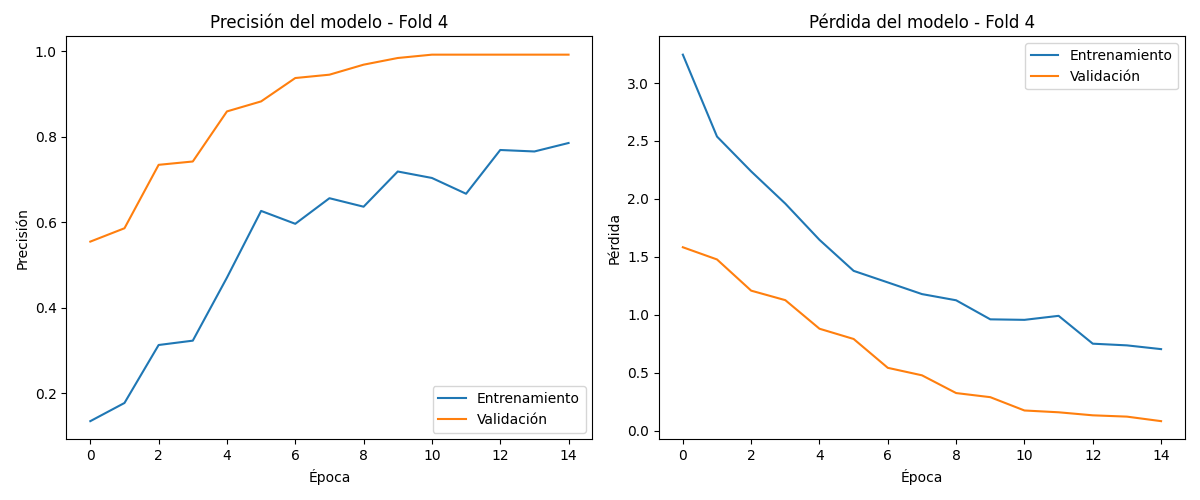 Precisión del modelo - Fold 4
1.0
0.8
0.6
0.4
0.2
Precisión
0 2 4 6 8 10 12 14
Época
Entrenamiento
Validación
Pérdida del modelo - Fold 4
3.0
2.5
2.0
1.5
1.0
0.5
0.0
Pérdida
0 2 4 6 8 10 12 14
Época
Entrenamiento
Validación